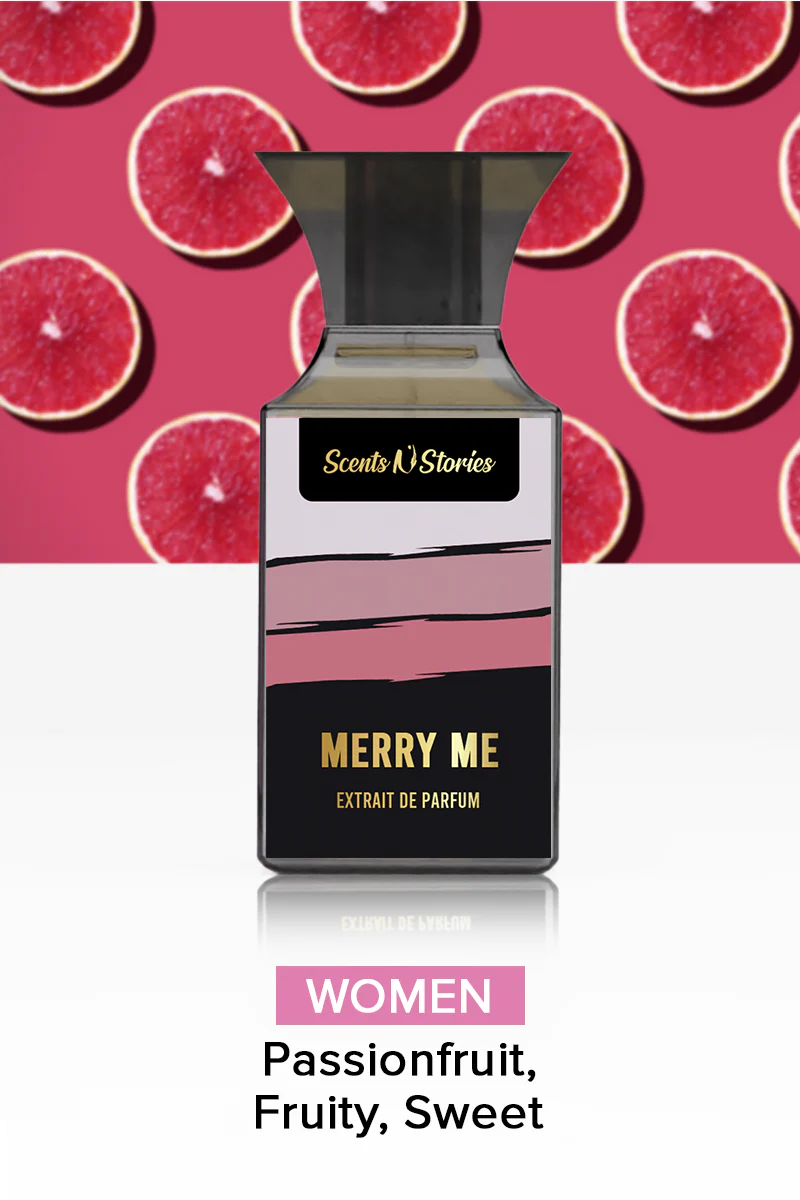 Scents N Stories
MERRY ME
EXTRAIT DE PARFUM
EXTRAIT DE PARFUM
WOMEN
Passionfruit,
Fruity, Sweet